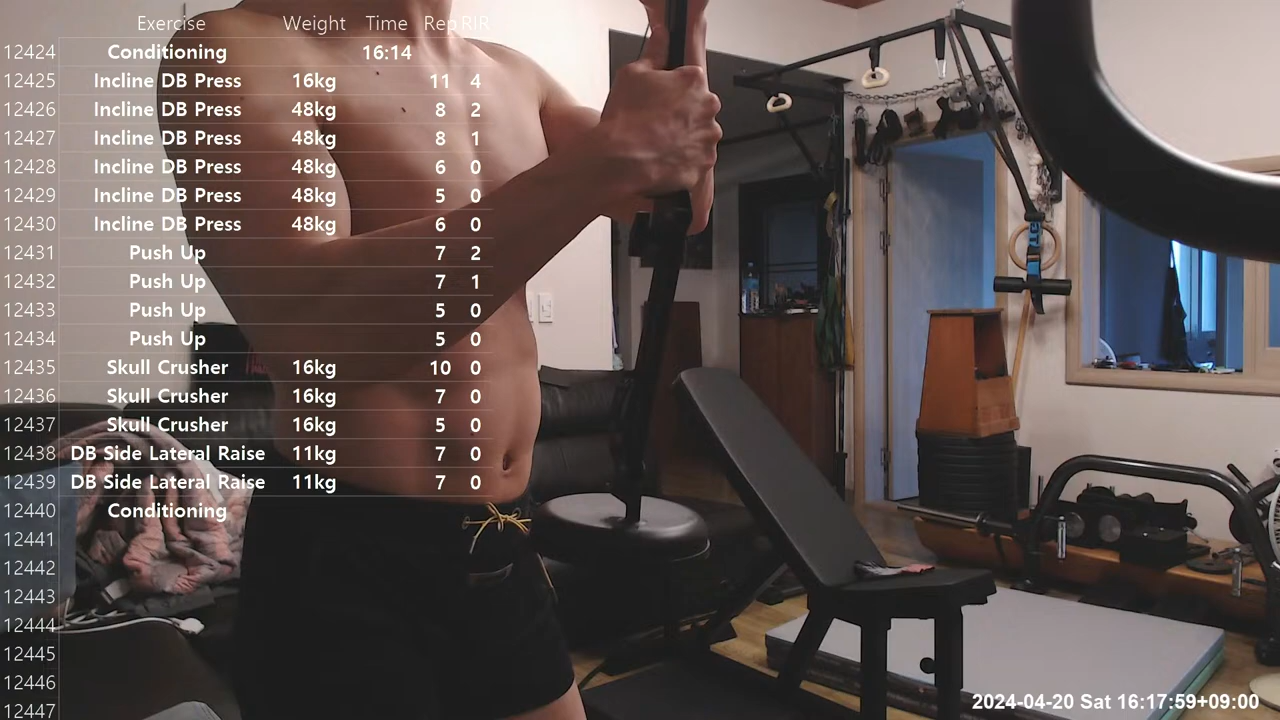 Exercise Weight Time Rep RIR
12424 Conditioning 16:14
12425 Incline DB Press 16kg 11 4
12426 Incline DB Press 48kg 8 2
12427 Incline DB Press 48kg 8 1
12428 Incline DB Press 48kg 6 0
12429 Incline DB Press 48kg 5 0
12430 Incline DB Press 48kg 6 0
12431 Push Up 7 2
12432 Push Up 7 1
12433 Push Up 5 0
12434 Push Up 5 0
12435 Skull Crusher 16kg 10 0
12436 Skull Crusher 16kg 7 0
12437 Skull Crusher 16kg 5 0
12438 DB Side Lateral Raise 11kg 7 0
12439 DB Side Lateral Raise 11kg 7 0
12440 Conditioning
12441
12442
12443
12444
12445
12446
12447
2024-04-20 Sat 16:17:59+09:00